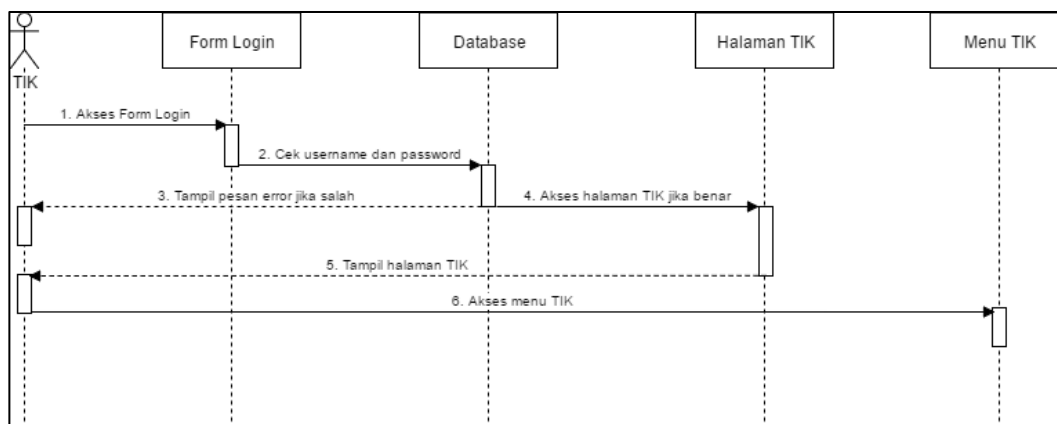 Form Login
Database
Halaman TIK
Menu TIK
TIK
1. Akses Form Login
2. Cek username dan password
3. Tampil pesan error jika salah
4. Akses halaman TIK jika benar
5. Tampil halaman TIK
6. Akses menu TIK